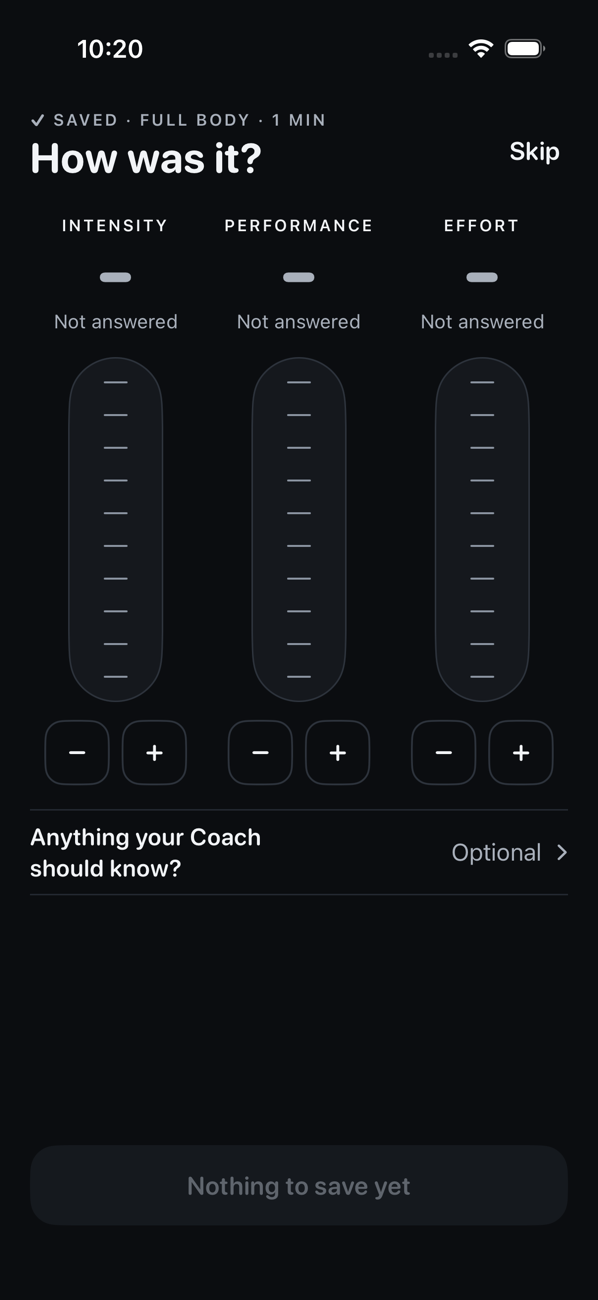 10:20
✓ SAVED · FULL BODY · 1 MIN
How was it?
Skip
INTENSITY
PERFORMANCE
EFFORT
Not answered
Not answered
Not answered
− + − + − +
Anything your Coach
should know?
Optional
Nothing to save yet